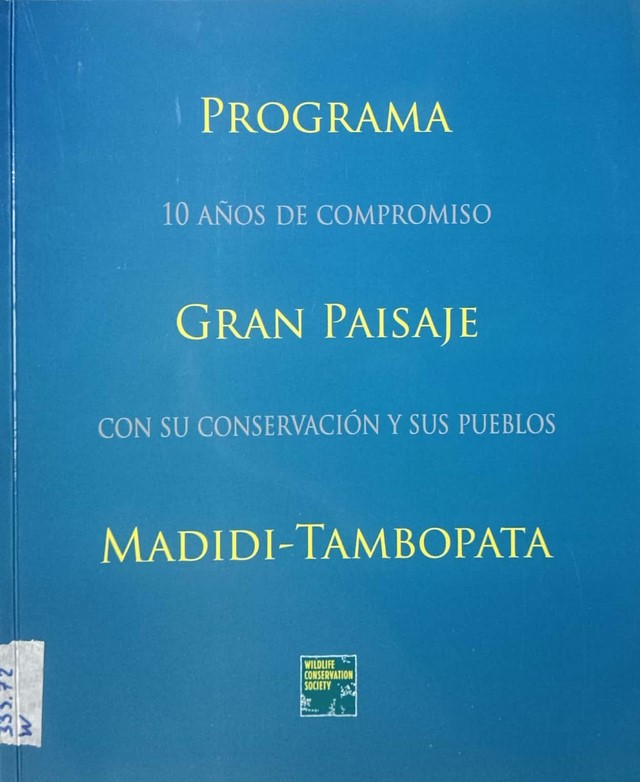 PROGRAMA
10 AÑOS DE COMPROMISO
GRAN PAISAJE
CON SU CONSERVACIÓN Y SUS PUEBLOS
MADIDI-TAMBOPATA
WILDLIFE
CONSERVATION
SOCIETY
333.72
W